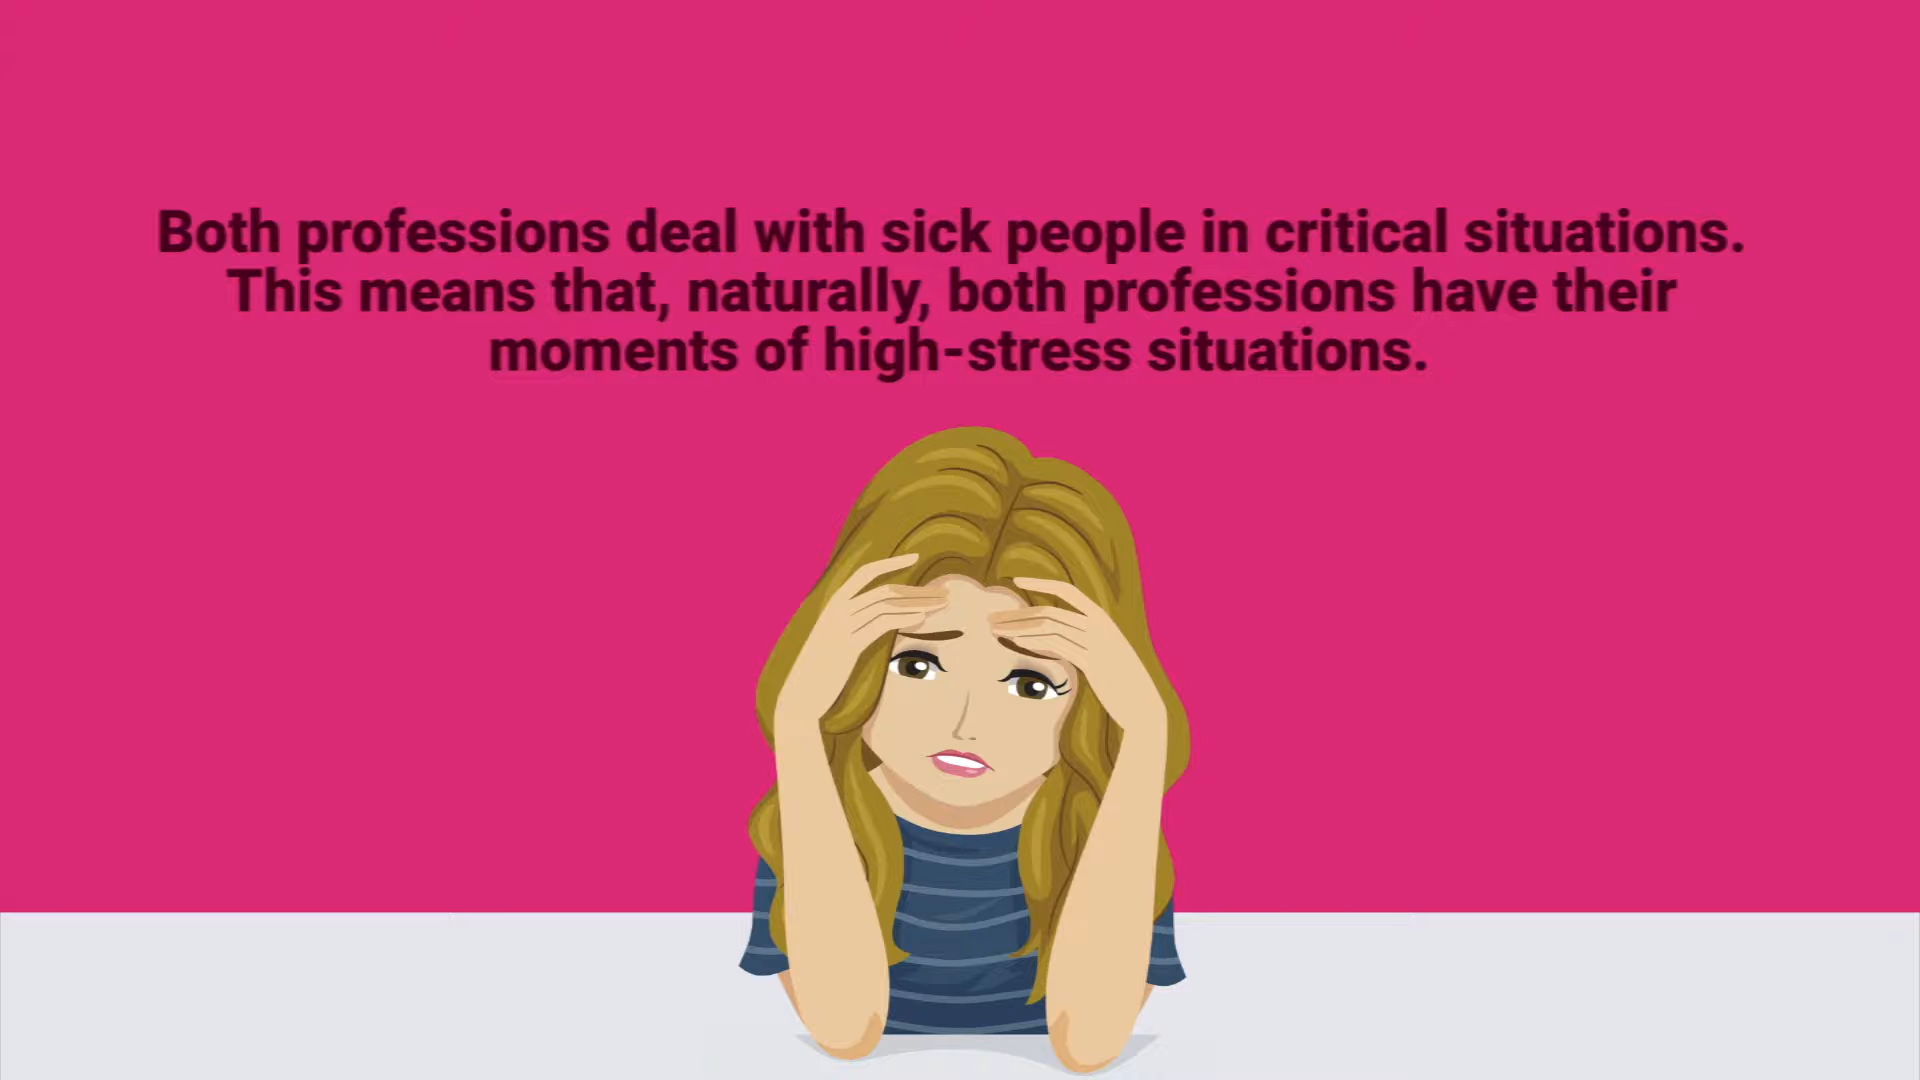 Both professions deal with sick people in critical situations.
This means that, naturally, both professions have their
moments of high-stress situations.